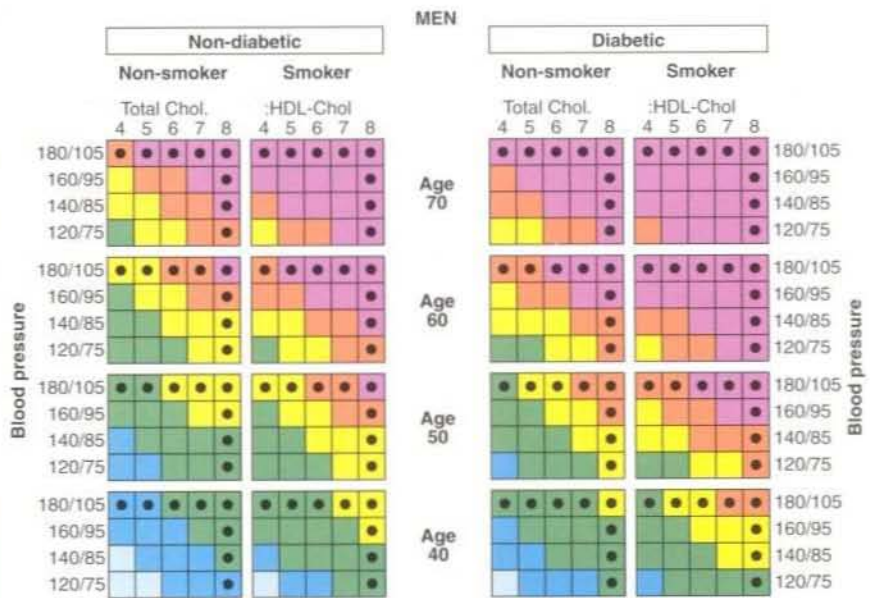 MEN
Non-diabetic Diabetic
Non-smoker Smoker Non-smoker Smoker
Total Chol. :HDL-Chol Total Chol. :HDL-Chol
4 5 6 7 8 4 5 6 7 8 4 5 6 7 8 4 5 6 7 8
180/105 180/105
160/95 Age 160/95
140/85 70 140/85
120/75 120/75
180/105 180/105
160/95 Age 160/95
140/85 60 140/85
120/75 120/75
Blood pressure Blood pressure
180/105 180/105
160/95 Age 160/95
140/85 50 140/85
120/75 120/75
180/105 180/105
160/95 Age 160/95
140/85 40 140/85
120/75 120/75